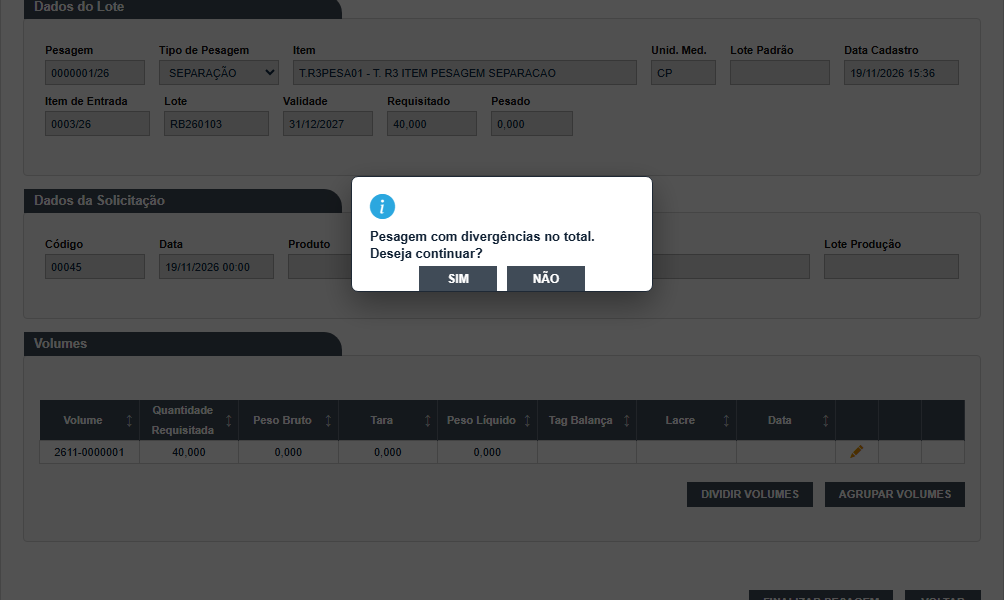 Dados do Lote
Pesagem Tipo de Pesagem Item Unid. Med. Lote Padrão Data Cadastro
0000001/26 SEPARAÇÃO T.R3PESA01 - T. R3 ITEM PESAGEM SEPARACAO CP 19/11/2026 15:36
Item de Entrada Lote Validade Requisitado Pesado
0003/26 RB260103 31/12/2027 40,000 0,000
Dados da Solicitação
i
Pesagem com divergências no total.
Deseja continuar?
SIM NÃO
Código Data Produto Lote Produção
00045 19/11/2026 00:00
Volumes
Volume Quantidade Requisitada Peso Bruto Tara Peso Líquido Tag Balança Lacre Data
2611-0000001 40,000 0,000 0,000 0,000
DIVIDIR VOLUMES AGRUPAR VOLUMES
FINALIZAR PESAGEM VOLTAR